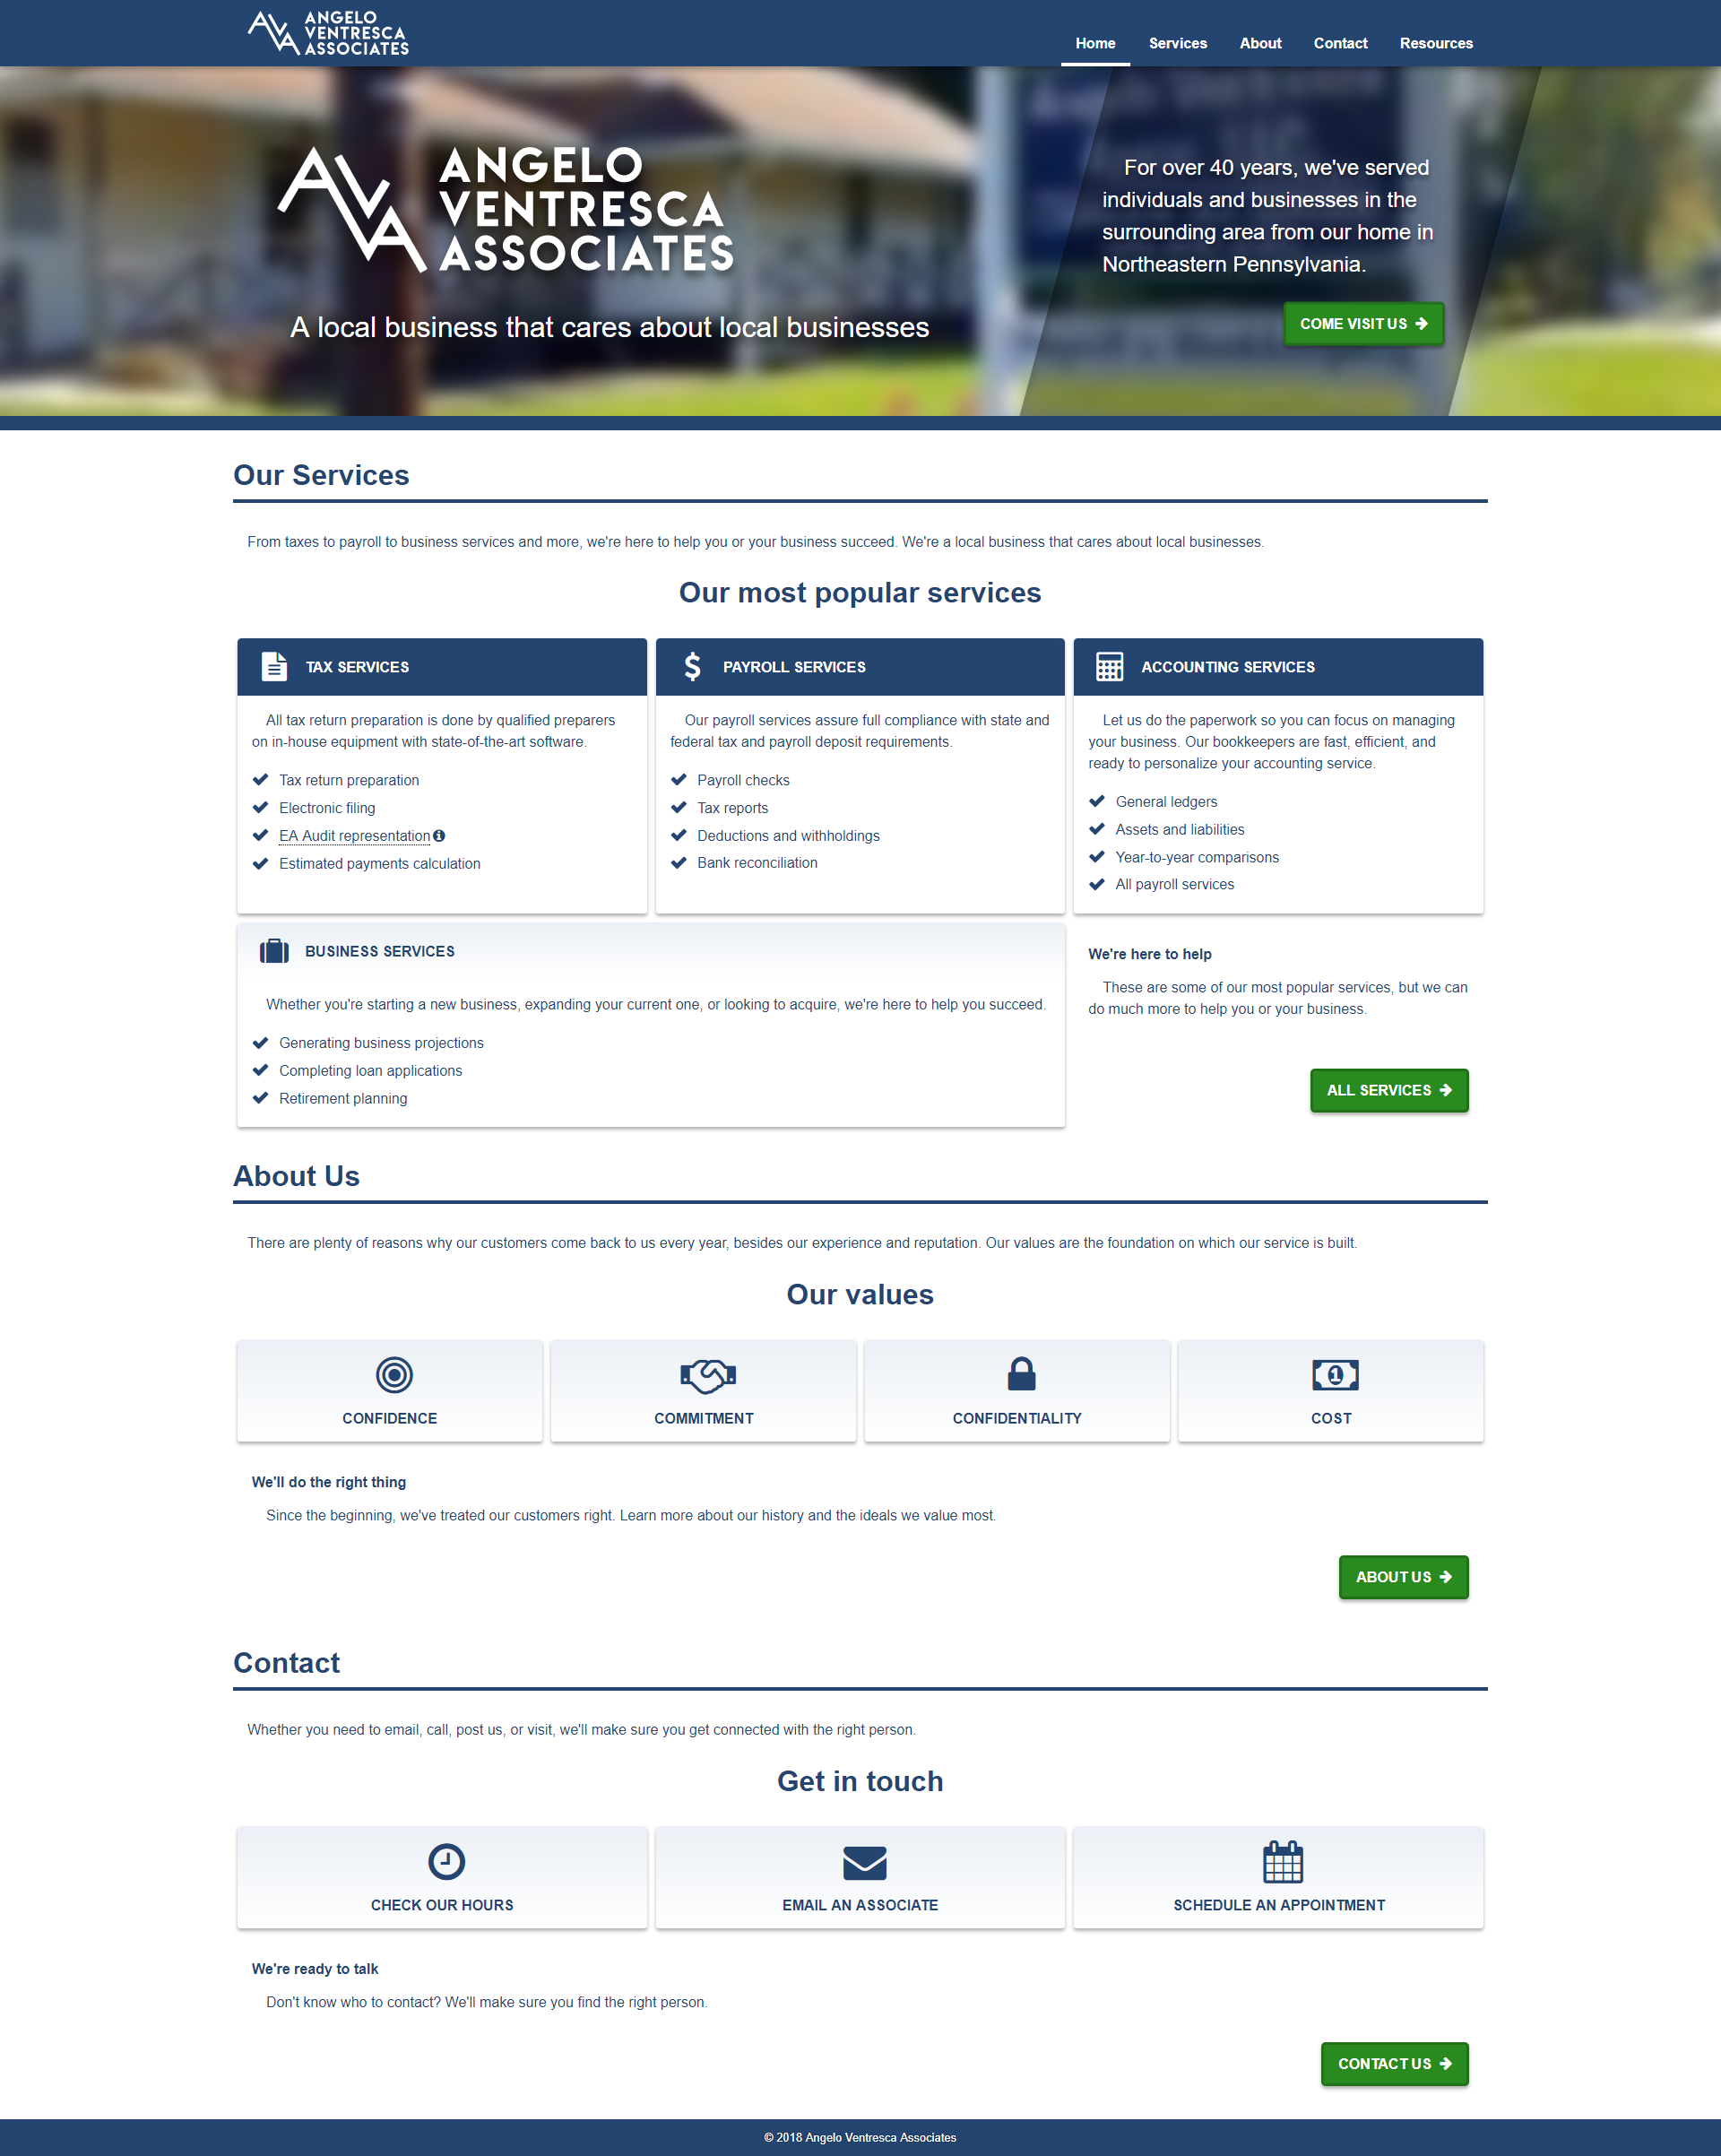 ANGELO
VENTRESCA
ASSOCIATES
Home
Services
About
Contact
Resources
ANGELO
VENTRESCA
ASSOCIATES
A local business that cares about local businesses
For over 40 years, we've served
individuals and businesses in the
surrounding area from our home in
Northeastern Pennsylvania.
COME VISIT US
Our Services
From taxes to payroll to business services and more, we're here to help you or your business succeed. We're a local business that cares about local businesses.
Our most popular services
TAX SERVICES
All tax return preparation is done by qualified preparers
on in-house equipment with state-of-the-art software.
Tax return preparation
Electronic filing
EA Audit representation
Estimated payments calculation
PAYROLL SERVICES
Our payroll services assure full compliance with state and
federal tax and payroll deposit requirements.
Payroll checks
Tax reports
Deductions and withholdings
Bank reconciliation
ACCOUNTING SERVICES
Let us do the paperwork so you can focus on managing
your business. Our bookkeepers are fast, efficient, and
ready to personalize your accounting service.
General ledgers
Assets and liabilities
Year-to-year comparisons
All payroll services
BUSINESS SERVICES
Whether you're starting a new business, expanding your current one, or looking to acquire, we're here to help you succeed.
Generating business projections
Completing loan applications
Retirement planning
We're here to help
These are some of our most popular services, but we can
do much more to help you or your business.
ALL SERVICES
About Us
There are plenty of reasons why our customers come back to us every year, besides our experience and reputation. Our values are the foundation on which our service is built.
Our values
CONFIDENCE
COMMITMENT
CONFIDENTIALITY
COST
We'll do the right thing
Since the beginning, we've treated our customers right. Learn more about our history and the ideals we value most.
ABOUT US
Contact
Whether you need to email, call, post us, or visit, we'll make sure you get connected with the right person.
Get in touch
CHECK OUR HOURS
EMAIL AN ASSOCIATE
SCHEDULE AN APPOINTMENT
We're ready to talk
Don't know who to contact? We'll make sure you find the right person.
CONTACT US
© 2018 Angelo Ventresca Associates